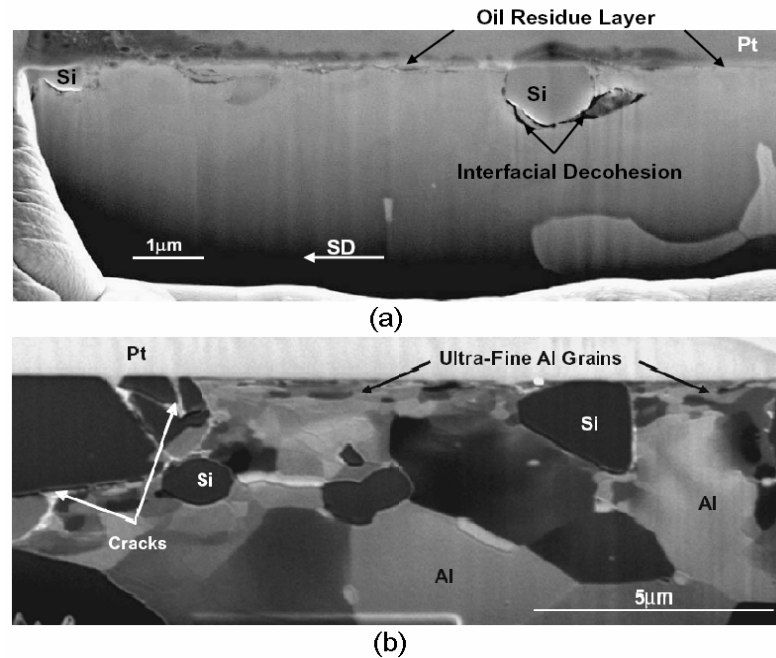 Oil Residue Layer
Pt
Si
Si
Interfacial Decohesion
1μm
SD
(a)
Pt
Ultra-Fine Al Grains
Si
Si
Al
Cracks
Al
5μm
(b)